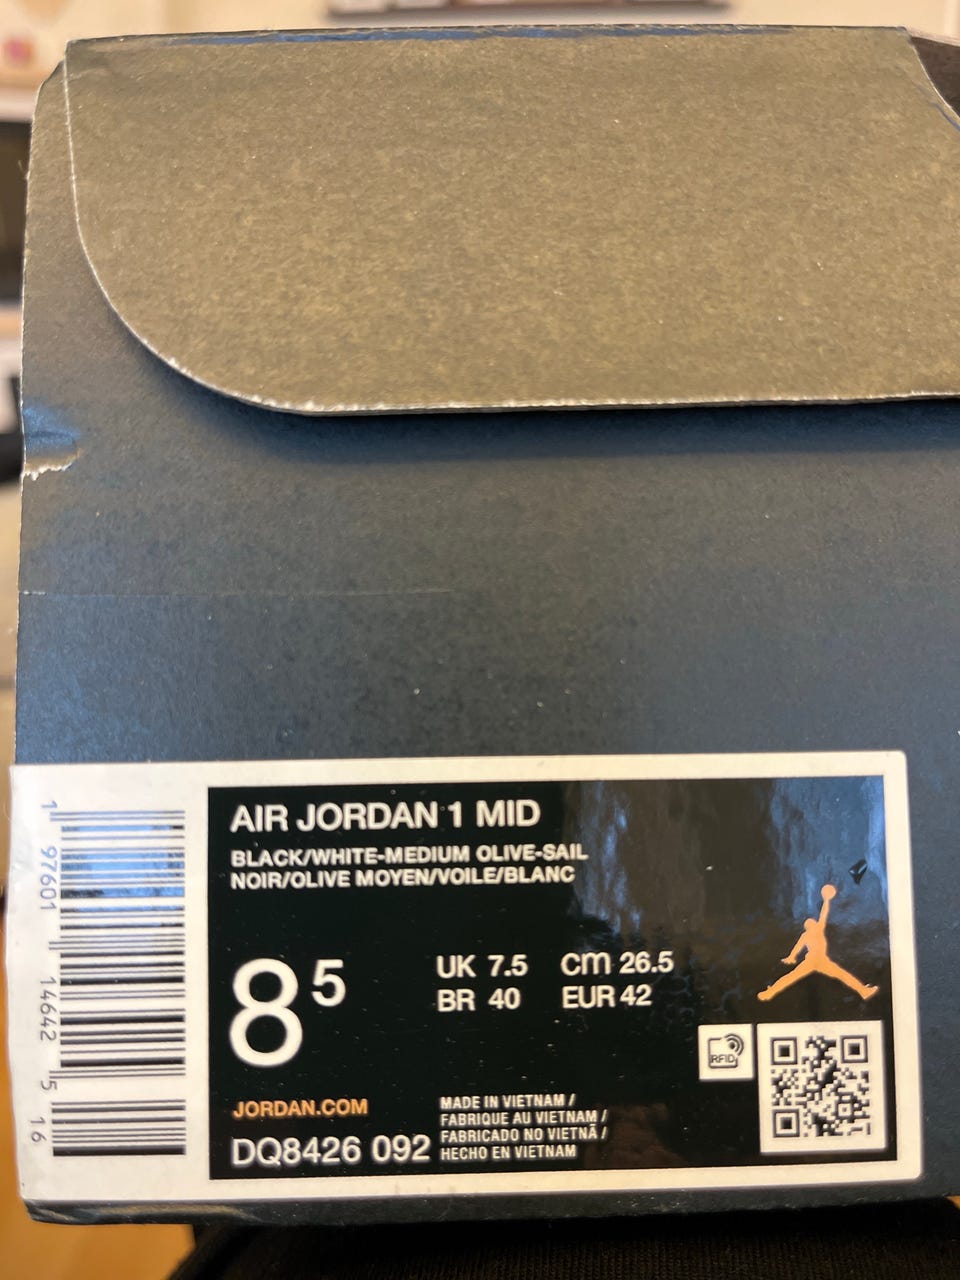 AIR JORDAN 1 MID
BLACK/WHITE-MEDIUM OLIVE-SAIL
NOIR/OLIVE MOYEN/VOILE/BLANC
8 5
UK 7.5 CM 26.5
BR 40 EUR 42
RFID
JORDAN.COM
DQ8426 092
MADE IN VIETNAM /
FABRIQUE AU VIETNAM /
FABRICADO NO VIETNÃ /
HECHO EN VIETNAM
1 97601 14642 5 16